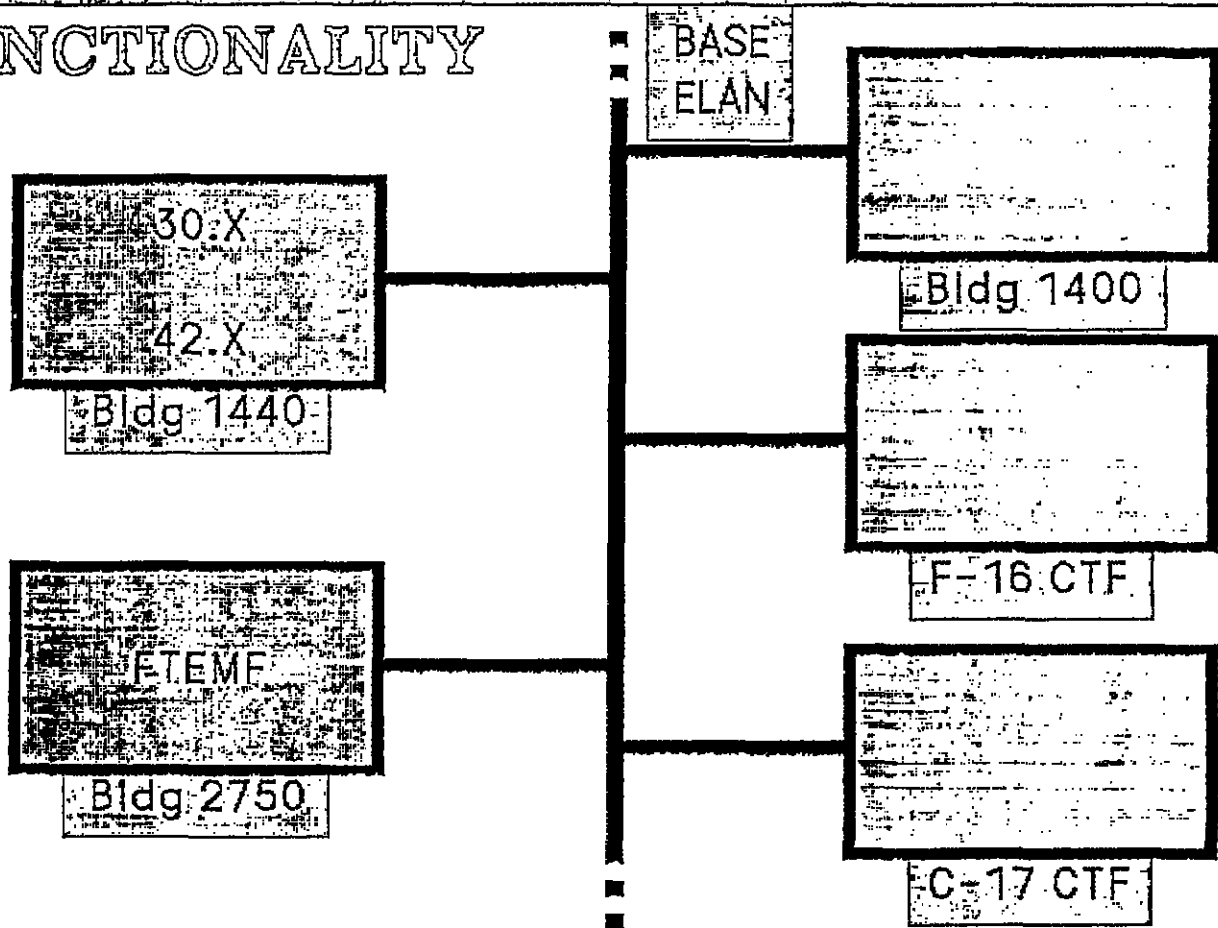 NCTIONALITY
BASE
ELAN
30.X
42.X
Bldg 1440
Bldg 1400
F-16 CTF
FTEMF
Bldg 2750
C-17 CTF